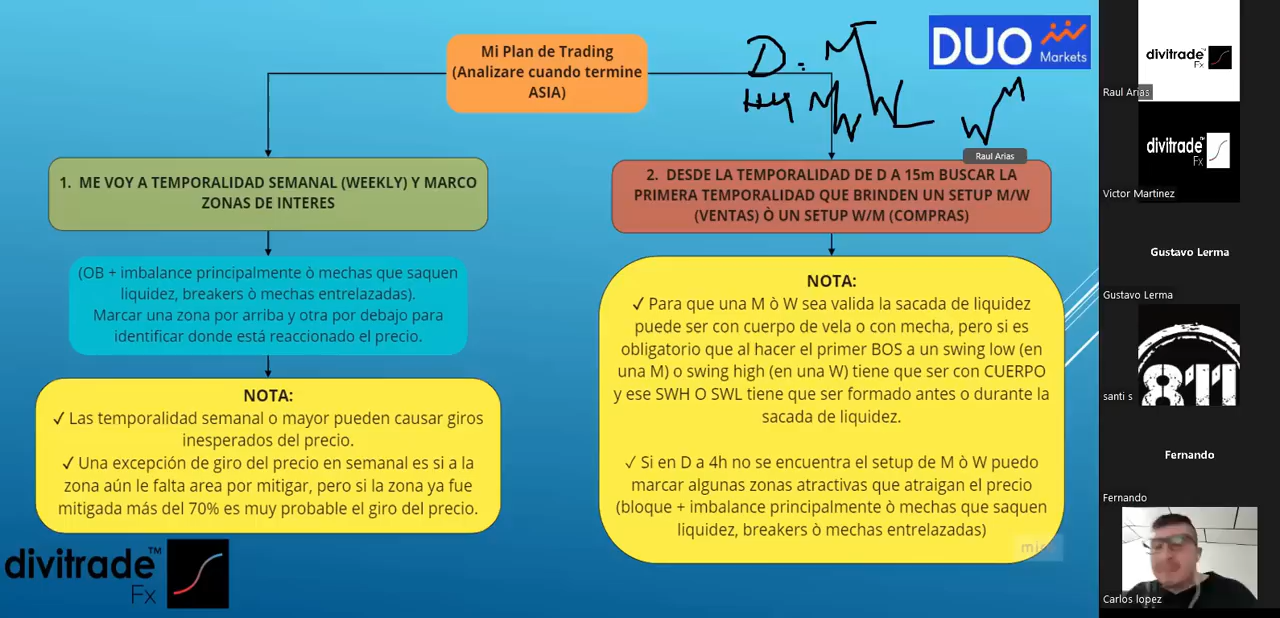 Mi Plan de Trading
(Analizare cuando termine
ASIA)
D: M
H4 M W W
W M
DUO
Markets
Raul Arias
1. ME VOY A TEMPORALIDAD SEMANAL (WEEKLY) Y MARCO
ZONAS DE INTERES
(OB + imbalance principalmente ò mechas que saquen
liquidez, breakers ò mechas entrelazadas).
Marcar una zona por arriba y otra por debajo para
identificar donde está reaccionado el precio.
NOTA:
✓ Las temporalidad semanal o mayor pueden causar giros
inesperados del precio.
✓ Una excepción de giro del precio en semanal es si a la
zona aún le falta area por mitigar, pero si la zona ya fue
mitigada más del 70% es muy probable el giro del precio.
divitrade™
Fx
2. DESDE LA TEMPORALIDAD DE D A 15m BUSCAR LA
PRIMERA TEMPORALIDAD QUE BRINDEN UN SETUP M/W
(VENTAS) Ò UN SETUP W/M (COMPRAS)
NOTA:
✓ Para que una M ò W sea valida la sacada de liquidez
puede ser con cuerpo de vela o con mecha, pero si es
obligatorio que al hacer el primer BOS a un swing low (en
una M) o swing high (en una W) tiene que ser con CUERPO
y ese SWH O SWL tiene que ser formado antes o durante la
sacada de liquidez.
✓ Si en D a 4h no se encuentra el setup de M ò W puedo
marcar algunas zonas atractivas que atraigan el precio
(bloque + imbalance principalmente ò mechas que saquen
liquidez, breakers ò mechas entrelazadas)
divitrade™
Fx
Raul Arias
divitrade™
Fx
Victor Martinez
Gustavo Lerma
Gustavo Lerma
811
santi s
Fernando
Fernando
Carlos lopez